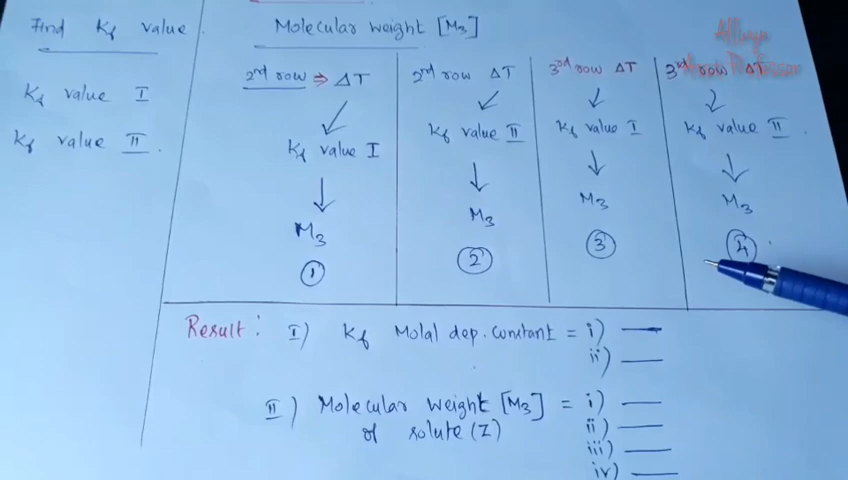 Find Kf value
Kf value I
Kf value II.
Molecular weight [M3]
2nd row ⇒ ΔT
Kf value I
M3
1
2nd row ΔT
Kf value II
M3
2
3rd row ΔT
Kf value I
M3
3
3rd row ΔT
Kf value II
M3
4
Result: I) Kf Molal dep. constant = i)
ii)
II) Molecular weight [M3] = i)
of solute (Z) ii)
iii)
iv)